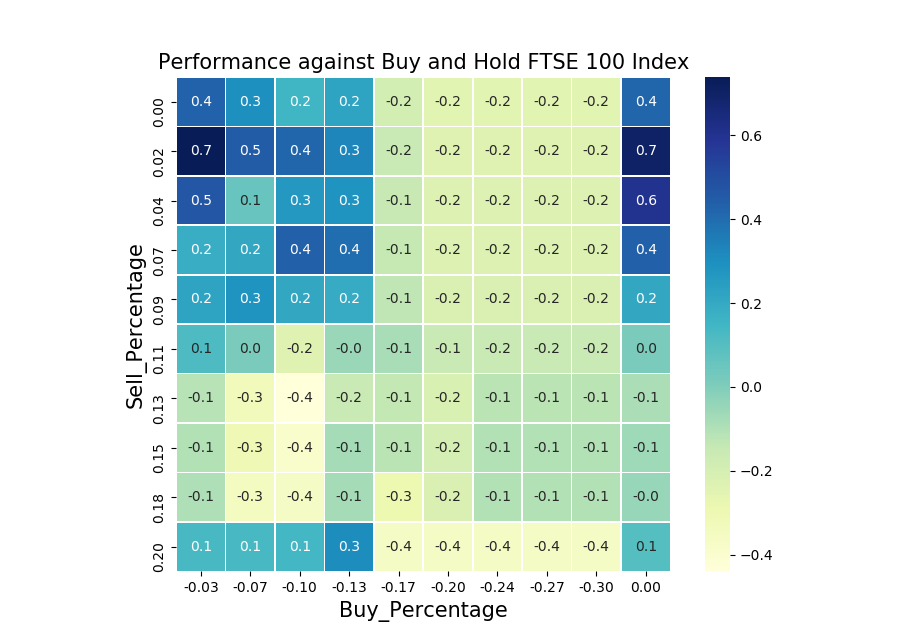 Performance against Buy and Hold FTSE 100 Index
Sell_Percentage
0.00 0.4 0.3 0.2 0.2 -0.2 -0.2 -0.2 -0.2 -0.2 0.4
0.02 0.7 0.5 0.4 0.3 -0.2 -0.2 -0.2 -0.2 -0.2 0.7
0.04 0.5 0.1 0.3 0.3 -0.1 -0.2 -0.2 -0.2 -0.2 0.6
0.07 0.2 0.2 0.4 0.4 -0.1 -0.2 -0.2 -0.2 -0.2 0.4
0.09 0.2 0.3 0.2 0.2 -0.1 -0.2 -0.2 -0.2 -0.2 0.2
0.11 0.1 0.0 -0.2 -0.0 -0.1 -0.1 -0.2 -0.2 -0.2 0.0
0.13 -0.1 -0.3 -0.4 -0.2 -0.1 -0.2 -0.1 -0.1 -0.1 -0.1
0.15 -0.1 -0.3 -0.4 -0.1 -0.1 -0.2 -0.1 -0.1 -0.1 -0.1
0.18 -0.1 -0.3 -0.4 -0.1 -0.3 -0.2 -0.1 -0.1 -0.1 -0.0
0.20 0.1 0.1 0.1 0.3 -0.4 -0.4 -0.4 -0.4 -0.4 0.1
-0.03 -0.07 -0.10 -0.13 -0.17 -0.20 -0.24 -0.27 -0.30 0.00
Buy_Percentage
0.6
0.4
0.2
0.0
−0.2
−0.4